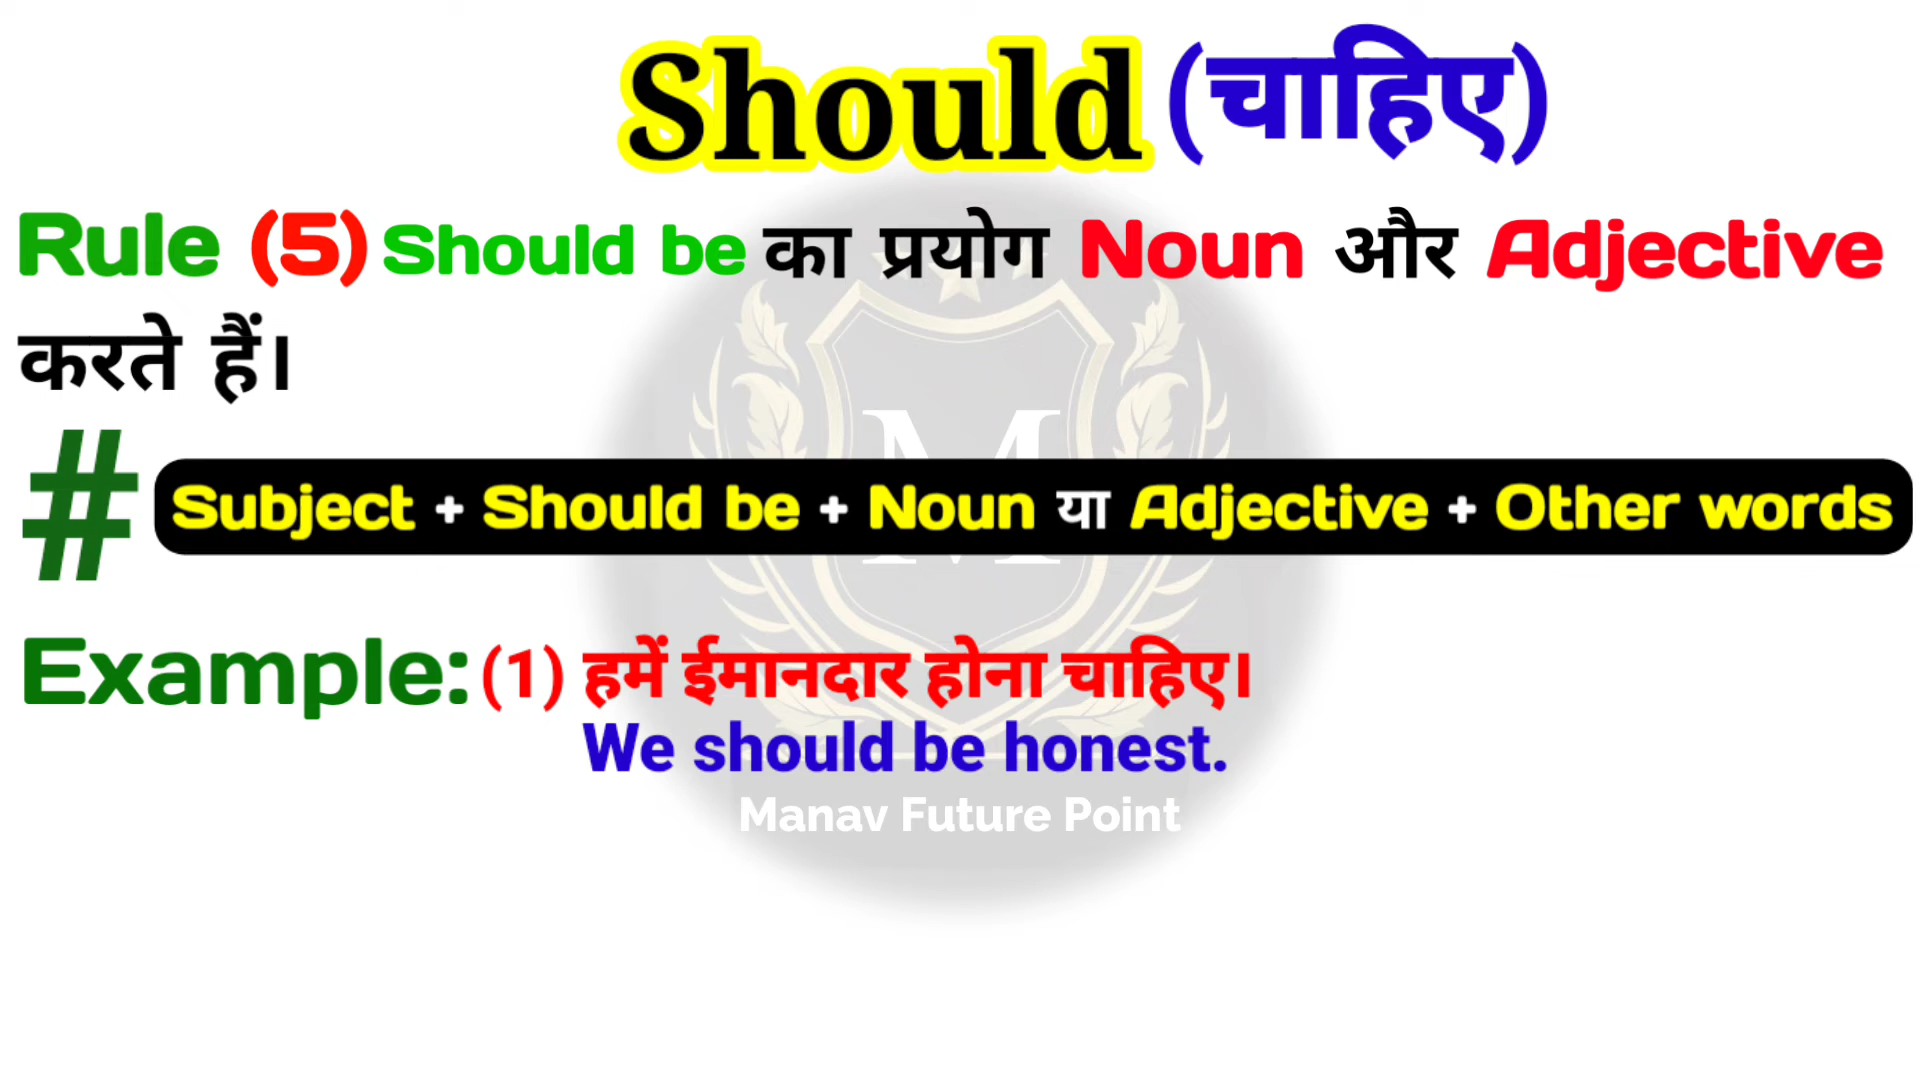 Should (चाहिए)
Rule (5) Should be का प्रयोग Noun और Adjective
करते हैं।
# Subject + Should be + Noun या Adjective + Other words
Example: (1) हमें ईमानदार होना चाहिए।
We should be honest.
M
Manav Future Point